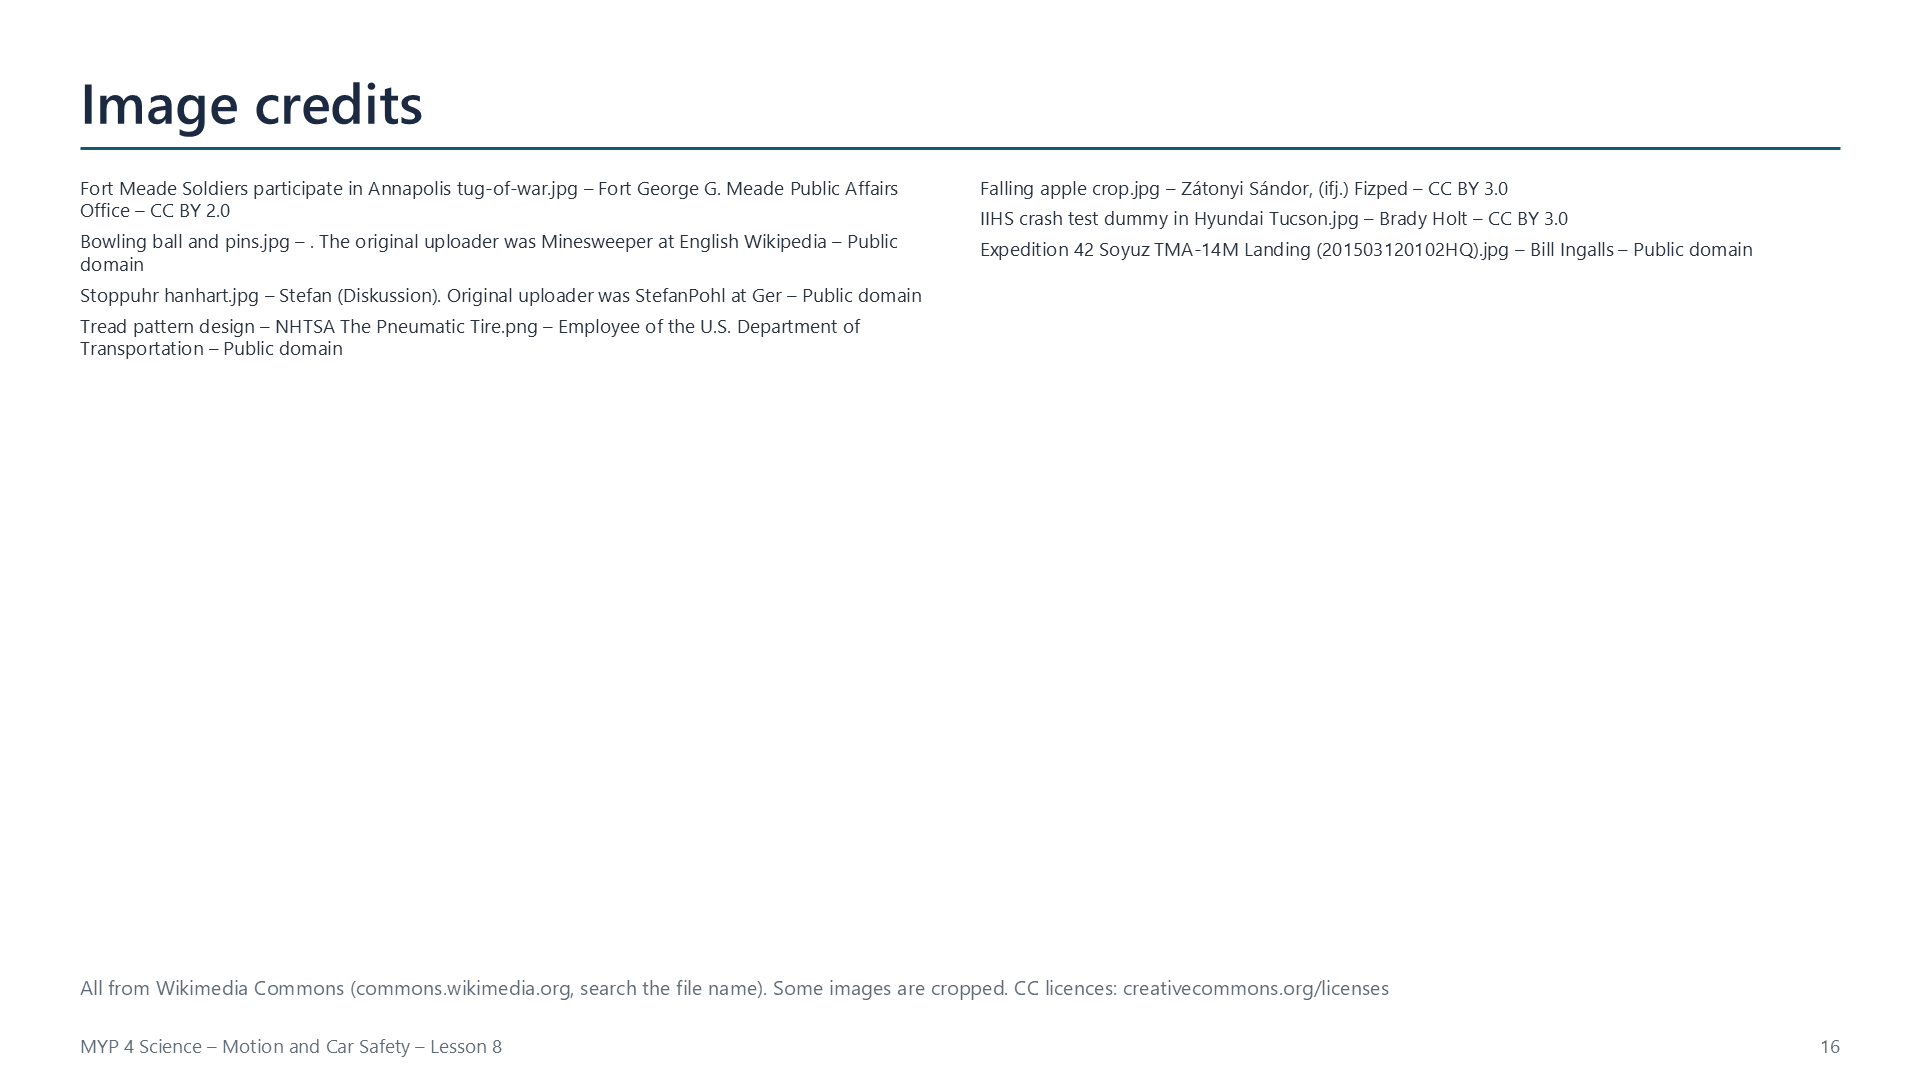 Image credits
Fort Meade Soldiers participate in Annapolis tug-of-war.jpg – Fort George G. Meade Public Affairs
Office – CC BY 2.0
Bowling ball and pins.jpg – . The original uploader was Minesweeper at English Wikipedia – Public
domain
Stoppuhr hanhart.jpg – Stefan (Diskussion). Original uploader was StefanPohl at Ger – Public domain
Tread pattern design – NHTSA The Pneumatic Tire.png – Employee of the U.S. Department of
Transportation – Public domain
Falling apple crop.jpg – Zátonyi Sándor, (ifj.) Fizped – CC BY 3.0
IIHS crash test dummy in Hyundai Tucson.jpg – Brady Holt – CC BY 3.0
Expedition 42 Soyuz TMA-14M Landing (201503120102HQ).jpg – Bill Ingalls – Public domain
All from Wikimedia Commons (commons.wikimedia.org, search the file name). Some images are cropped. CC licences: creativecommons.org/licenses
MYP 4 Science – Motion and Car Safety – Lesson 8
16